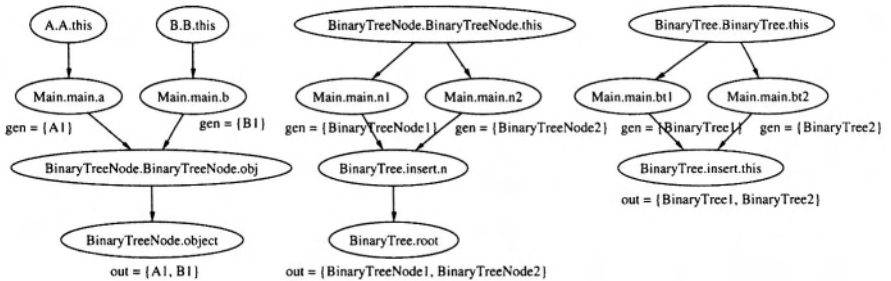 A.A.this
B.B.this
BinaryTreeNode.BinaryTreeNode.this
BinaryTree.BinaryTree.this
Main.main.a
Main.main.b
Main.main.n1
Main.main.n2
Main.main.bt1
Main.main.bt2
gen = {A1}
gen = {B1}
gen = {BinaryTreeNode1}
gen = {BinaryTreeNode2}
gen = {BinaryTree1}
gen = {BinaryTree2}
BinaryTreeNode.BinaryTreeNode.obj
BinaryTree.insert.n
BinaryTree.insert.this
out = {BinaryTree1, BinaryTree2}
BinaryTreeNode.object
BinaryTree.root
out = {A1, B1}
out = {BinaryTreeNode1, BinaryTreeNode2}